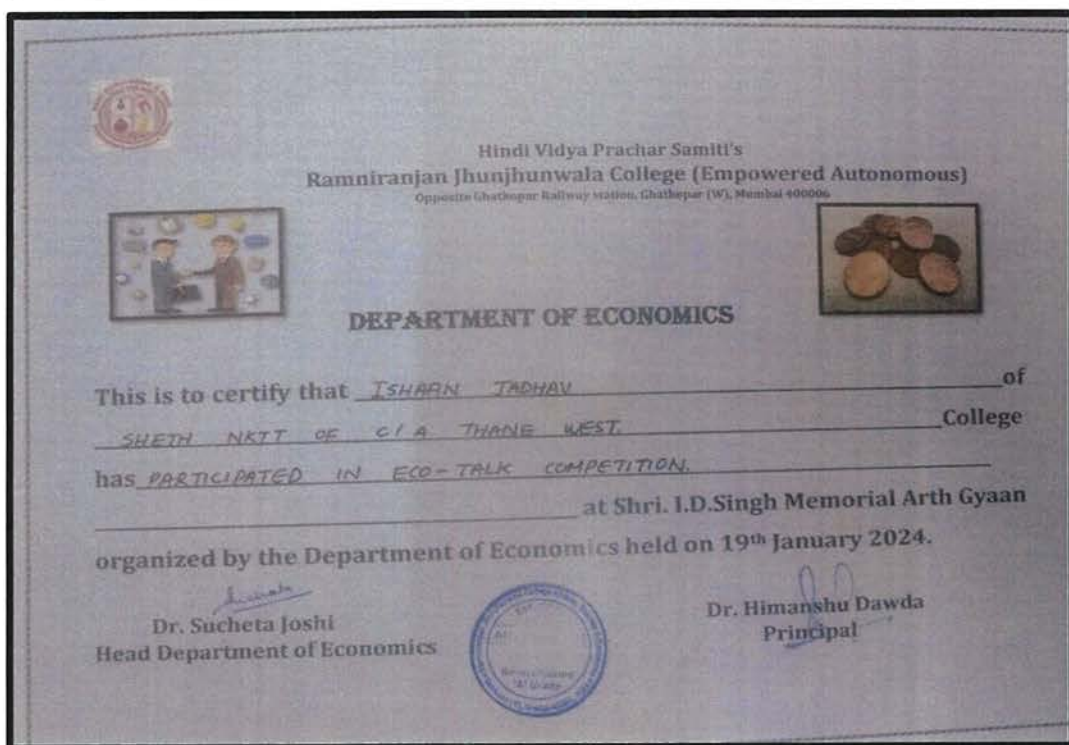 Hindi Vidya Prachar Samiti's
Ramniranjan Jhunjhunwala College (Empowered Autonomous)
Opposite Ghatkopar Railway station, Ghatkopar (W), Mumbai 400086
DEPARTMENT OF ECONOMICS
This is to certify that ISHAAN JADHAV of
SHETH NKTT OF C/A THANE WEST. College
has PARTICIPATED IN ECO-TALK COMPETITION.
at Shri. I.D.Singh Memorial Arth Gyaan
organized by the Department of Economics held on 19th January 2024.
Dr. Sucheta Joshi
Head Department of Economics
Dr. Himanshu Dawda
Principal